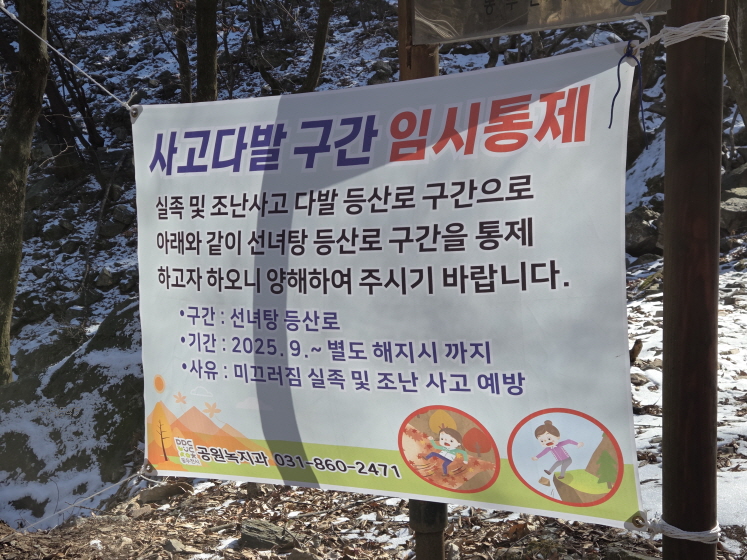 사고다발 구간 임시통제
실족 및 조난사고 다발 등산로 구간으로
아래와 같이 선녀탕 등산로 구간을 통제
하고자 하오니 양해하여 주시기 바랍니다.
•구간 : 선녀탕 등산로
•기간 : 2025. 9.~ 별도 해지시 까지
•사유 : 미끄러짐 실족 및 조난 사고 예방
공원녹지과 031-860-2471